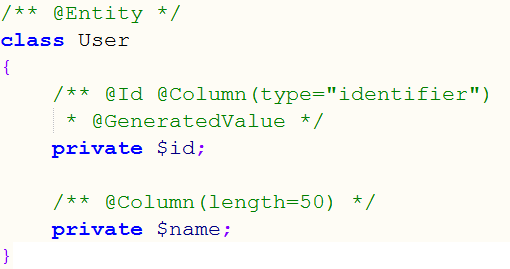 /** @Entity */
class User
{
    /** @Id @Column(type="identifier")
     * @GeneratedValue */
    private $id;

    /** @Column(length=50) */
    private $name;
}